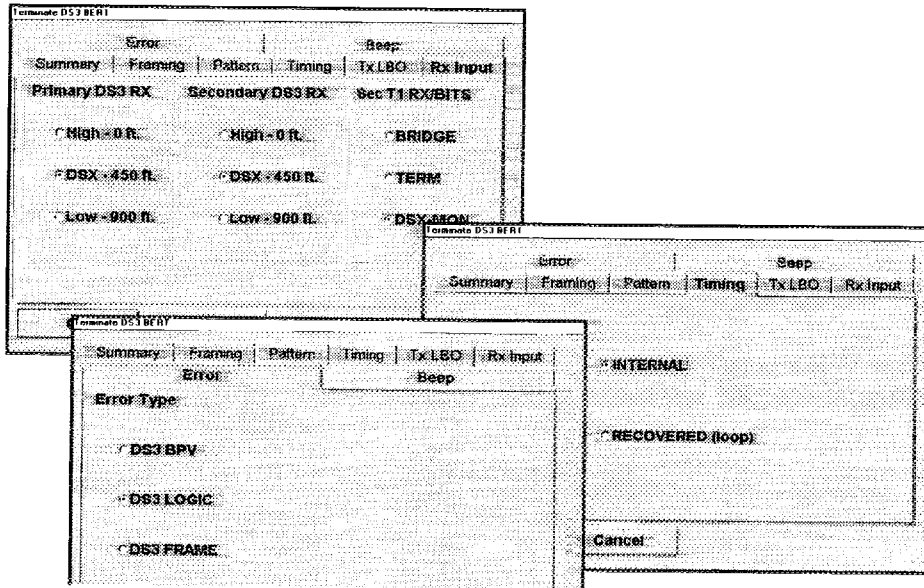 Terminate DS3 BERT
Error Beep
Summary Framing Pattern Timing Tx LBO Rx Input
Primary DS3 RX Secondary DS3 RX Sec T1 RX/BITS
High - 0 ft. High - 0 ft. BRIDGE
DSX - 450 ft. DSX - 450 ft. TERM
Low - 900 ft. Low - 900 ft. DSX-MON
Terminate DS3 BERT
Error Beep
Summary Framing Pattern Timing Tx LBO Rx Input
INTERNAL
RECOVERED (loop)
Cancel
Terminate DS3 BERT
Summary Framing Pattern Timing Tx LBO Rx Input
Error Beep
Error Type
DS3 BPV
DS3 LOGIC
DS3 FRAME